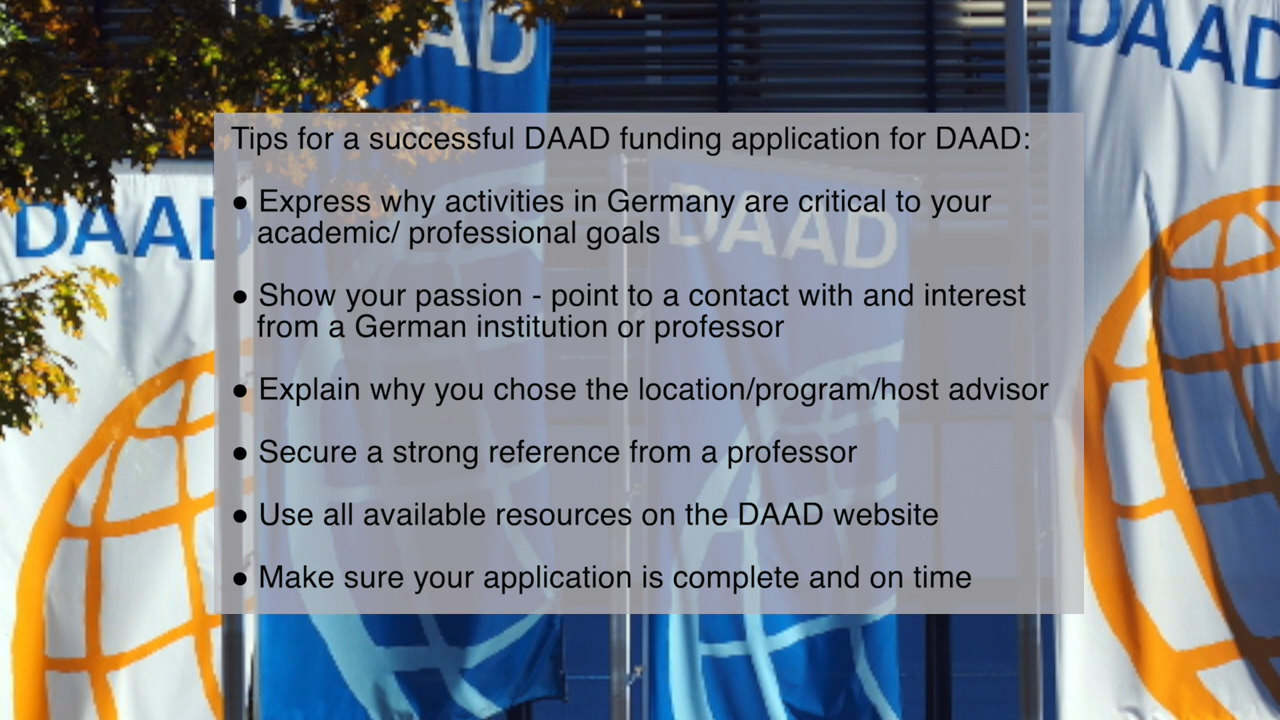 DAAD
DAAD
Tips for a successful DAAD funding application for DAAD:
● Express why activities in Germany are critical to your
academic/ professional goals
● Show your passion - point to a contact with and interest
from a German institution or professor
● Explain why you chose the location/program/host advisor
● Secure a strong reference from a professor
● Use all available resources on the DAAD website
● Make sure your application is complete and on time
DAAD
DAAD